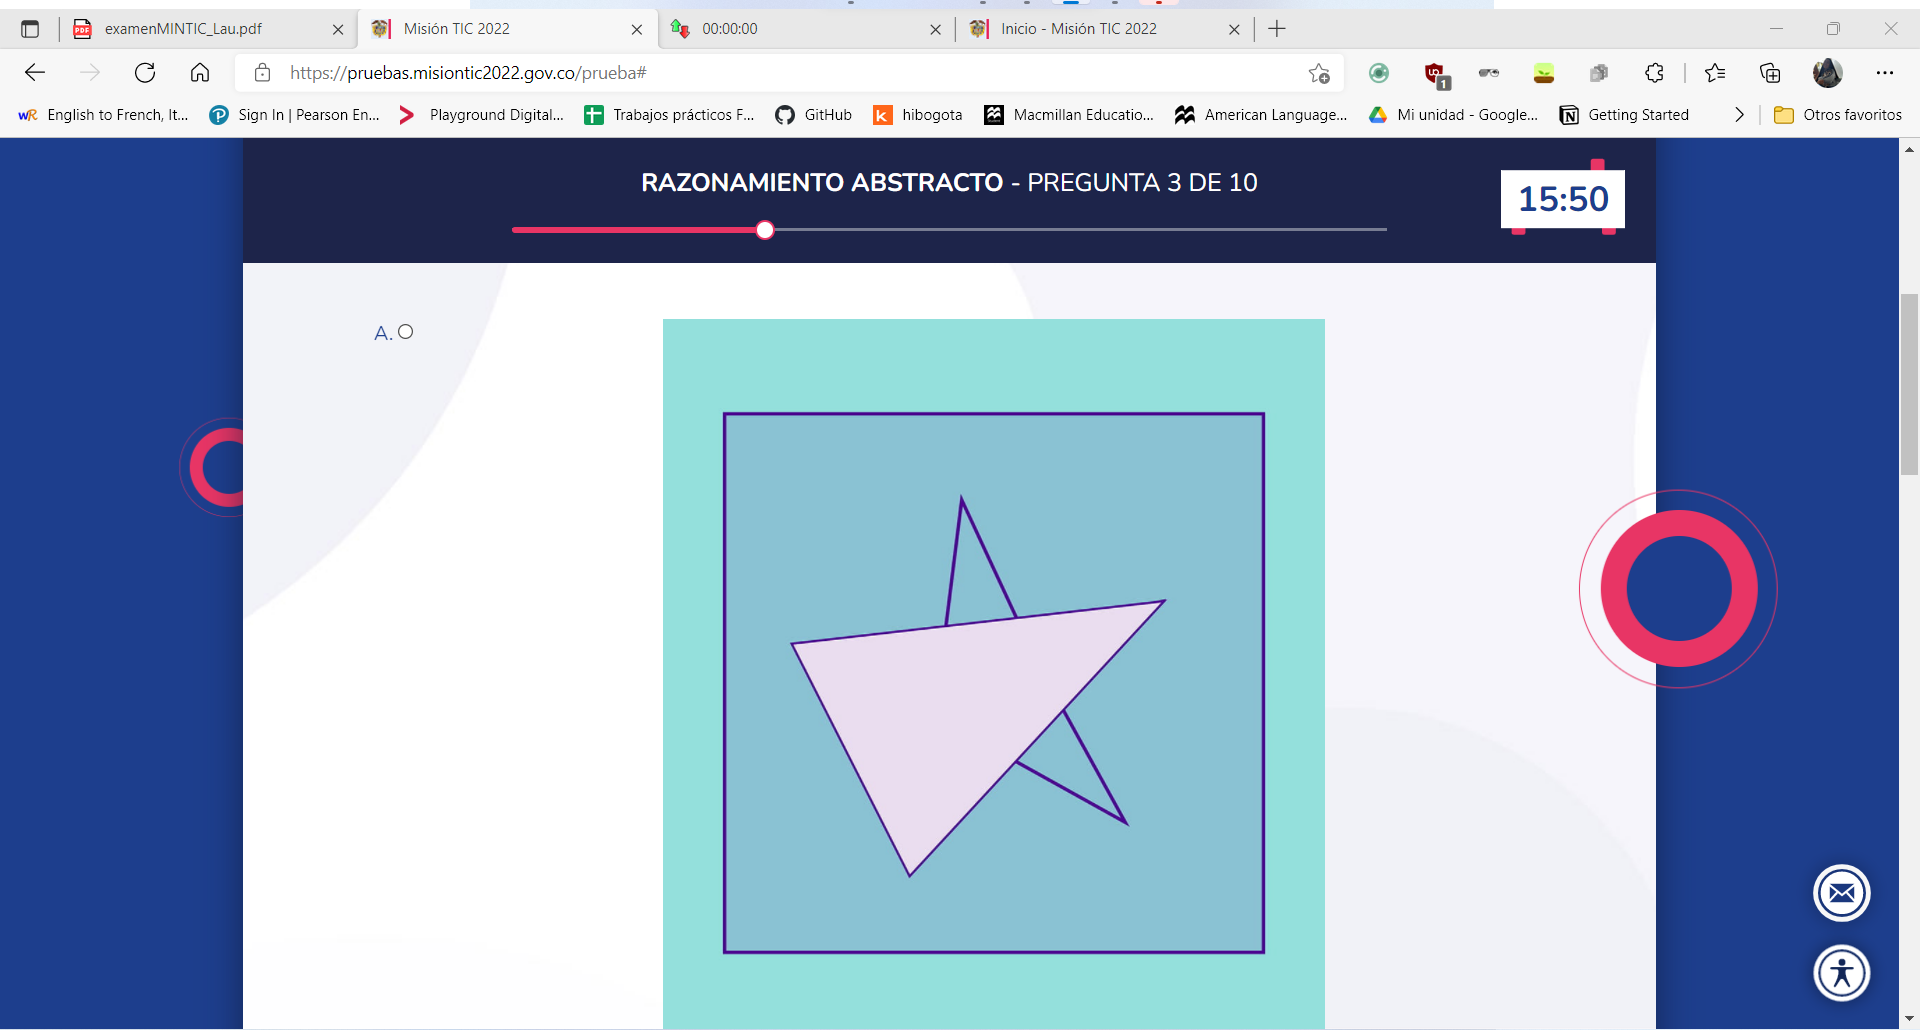 examenMINTIC_Lau.pdf
Misión TIC 2022
00:00:00
Inicio - Misión TIC 2022
https://pruebas.misiontic2022.gov.co/prueba#
1
English to French, It...
Sign In | Pearson En...
Playground Digital...
Trabajos prácticos F...
GitHub
hibogota
Macmillan Educatio...
American Language...
Mi unidad - Google...
Getting Started
Otros favoritos
RAZONAMIENTO ABSTRACTO - PREGUNTA 3 DE 10
15:50
A.